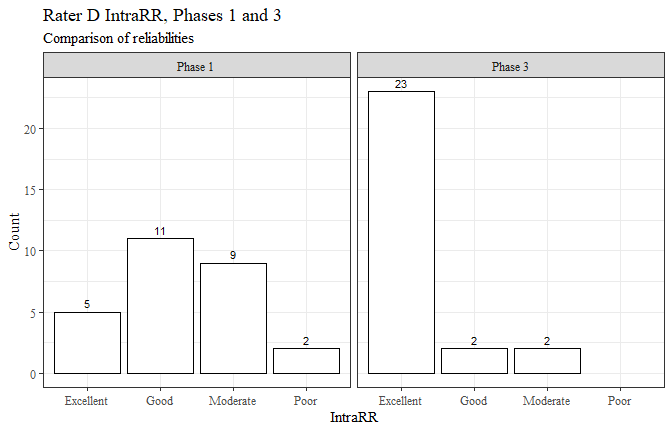 Rater D IntraRR, Phases 1 and 3
Comparison of reliabilities
Phase 1
Phase 3
Count
20
15
10
5
0
5
11
9
2
23
2
2
Excellent
Good
Moderate
Poor
Excellent
Good
Moderate
Poor
IntraRR